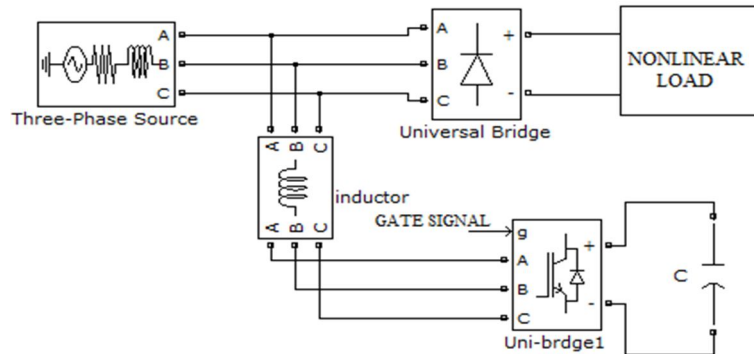 A
B
C
Three-Phase Source
A
B
C
+
-
Universal Bridge
NONLINEAR
LOAD
A B C
inductor
A B C
GATE SIGNAL
g
A
B
C
+
-
Uni-brdge1
C